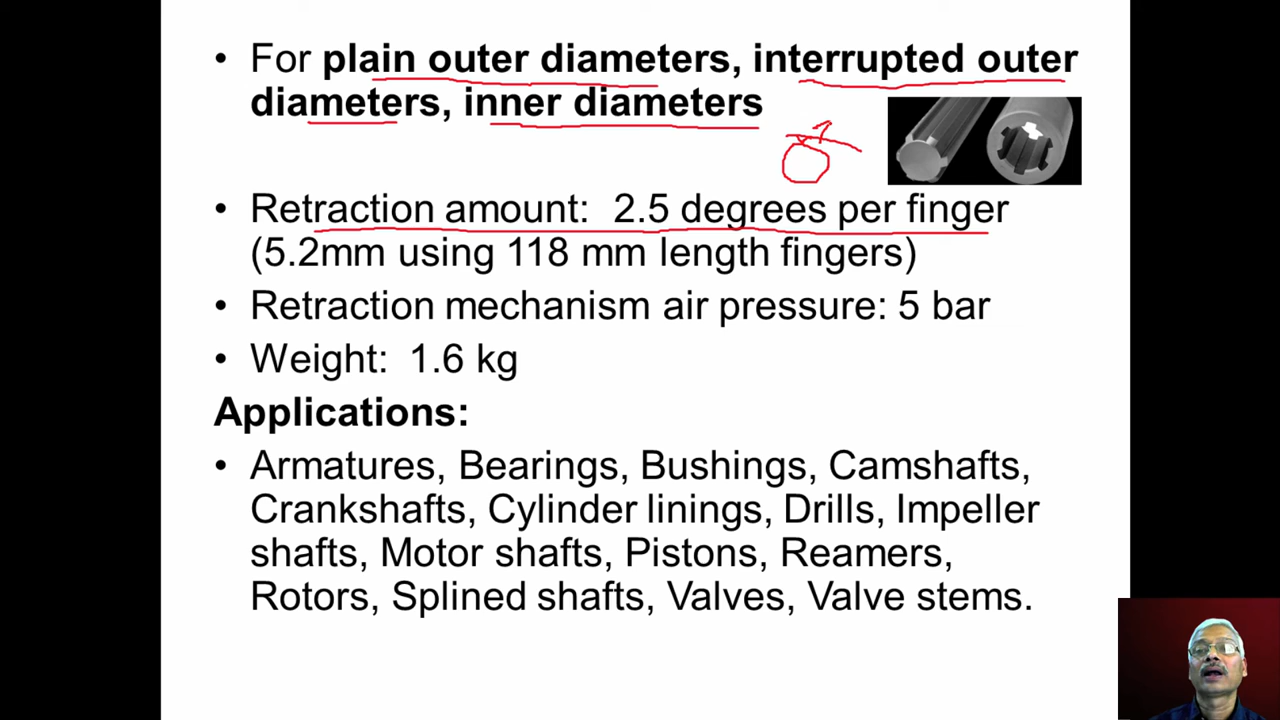 • For plain outer diameters, interrupted outer
diameters, inner diameters
• Retraction amount:  2.5 degrees per finger
(5.2mm using 118 mm length fingers)
• Retraction mechanism air pressure: 5 bar
• Weight:  1.6 kg
Applications:
• Armatures, Bearings, Bushings, Camshafts,
Crankshafts, Cylinder linings, Drills, Impeller
shafts, Motor shafts, Pistons, Reamers,
Rotors, Splined shafts, Valves, Valve stems.